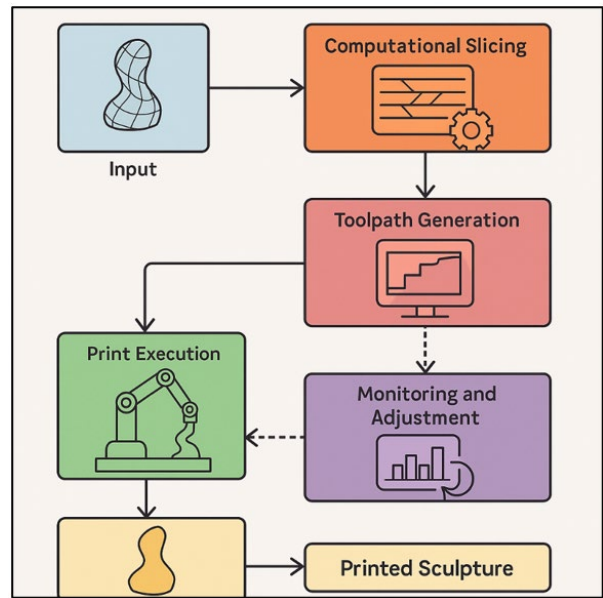 Computational Slicing
Input
Toolpath Generation
Print Execution
Monitoring and
Adjustment
Printed Sculpture